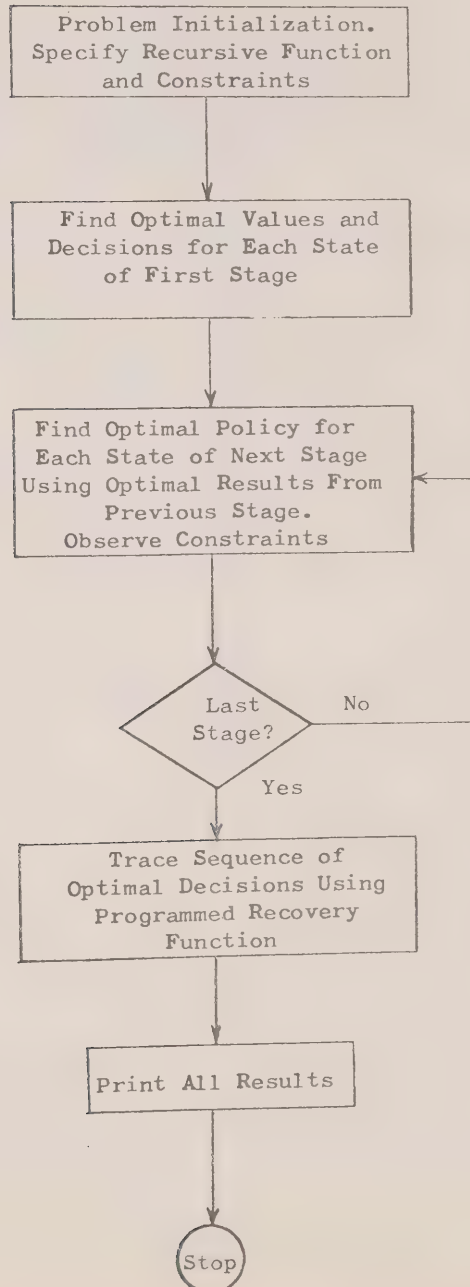 Problem Initialization.
Specify Recursive Function
and Constraints
Find Optimal Values and
Decisions for Each State
of First Stage
Find Optimal Policy for
Each State of Next Stage
Using Optimal Results From
Previous Stage.
Observe Constraints
Last
Stage?
No
Yes
Trace Sequence of
Optimal Decisions Using
Programmed Recovery
Function
Print All Results
Stop